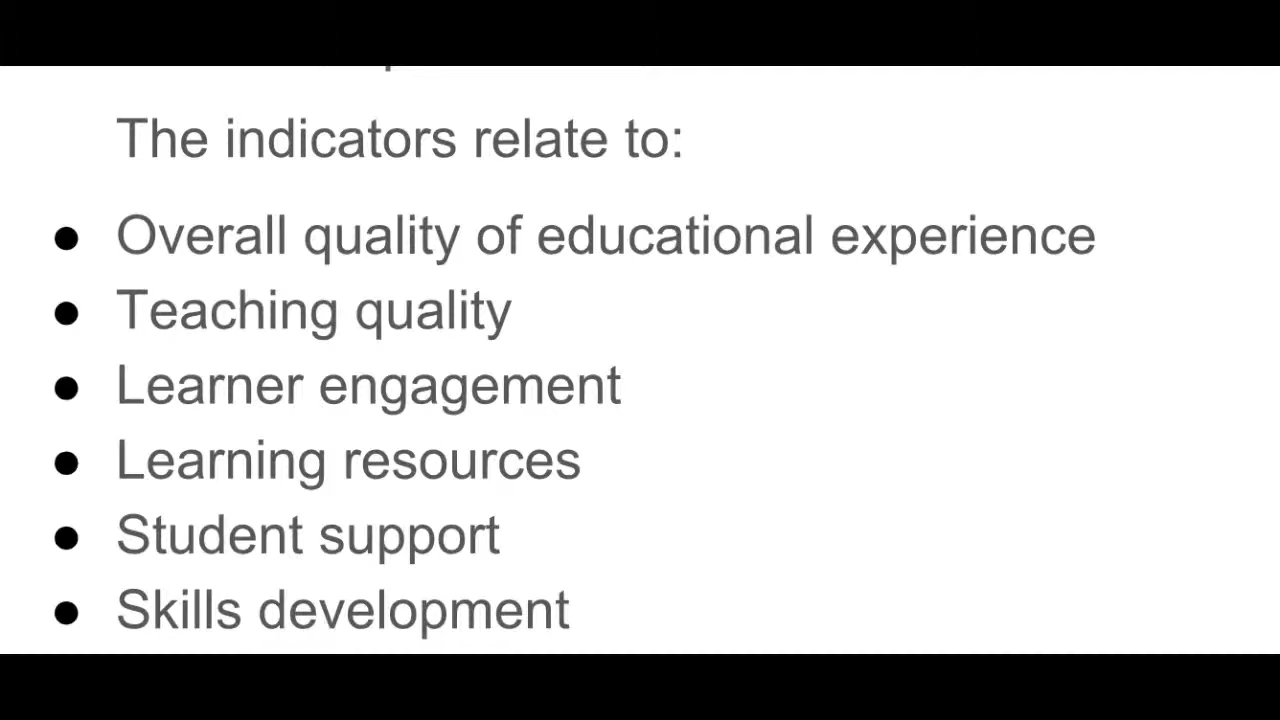 The indicators relate to:
● Overall quality of educational experience
● Teaching quality
● Learner engagement
● Learning resources
● Student support
● Skills development